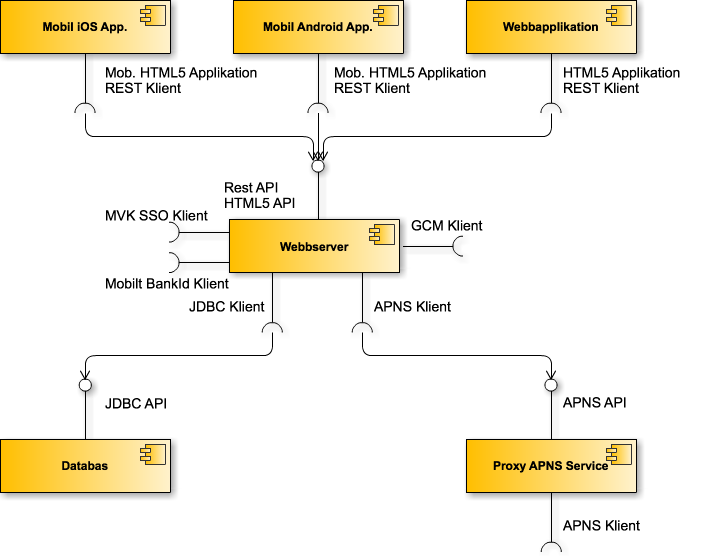 Mobil iOS App.
Mobil Android App.
Webbapplikation
Mob. HTML5 Applikation
REST Klient
Mob. HTML5 Applikation
REST Klient
HTML5 Applikation
REST Klient
Rest API
HTML5 API
MVK SSO Klient
Webbserver
GCM Klient
Mobilt BankId Klient
JDBC Klient
APNS Klient
JDBC API
APNS API
Databas
Proxy APNS Service
APNS Klient